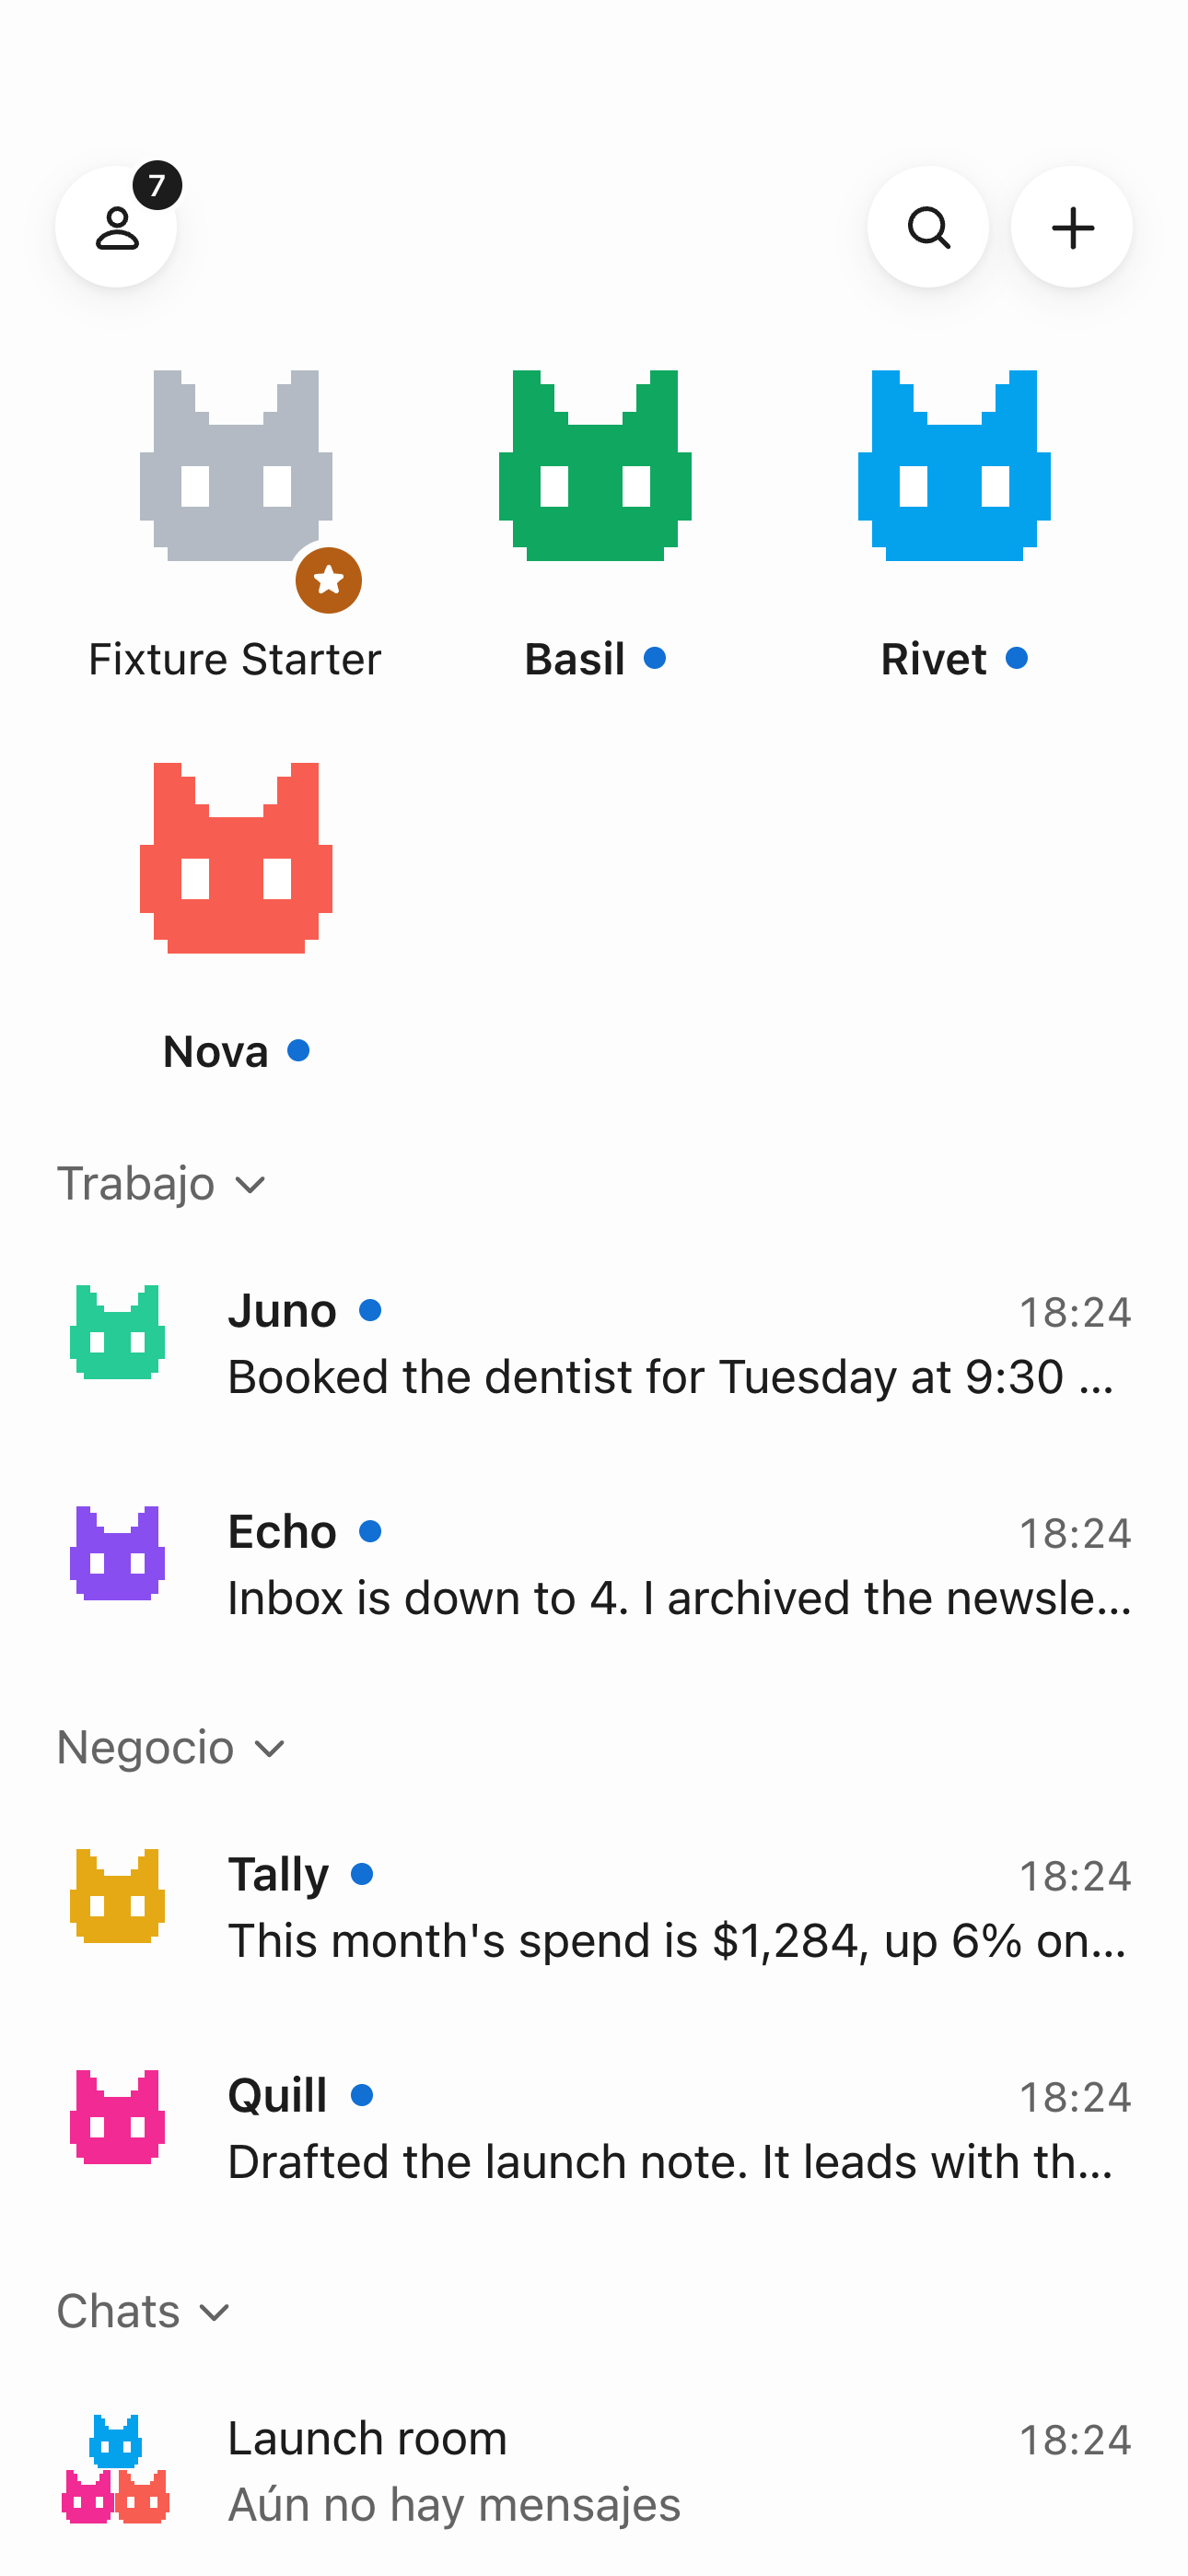 7
Fixture Starter
Basil
Rivet
Nova
Trabajo
Juno
18:24
Booked the dentist for Tuesday at 9:30 ...
Echo
18:24
Inbox is down to 4. I archived the newsle...
Negocio
Tally
18:24
This month's spend is $1,284, up 6% on...
Quill
18:24
Drafted the launch note. It leads with th...
Chats
Launch room
18:24
Aún no hay mensajes